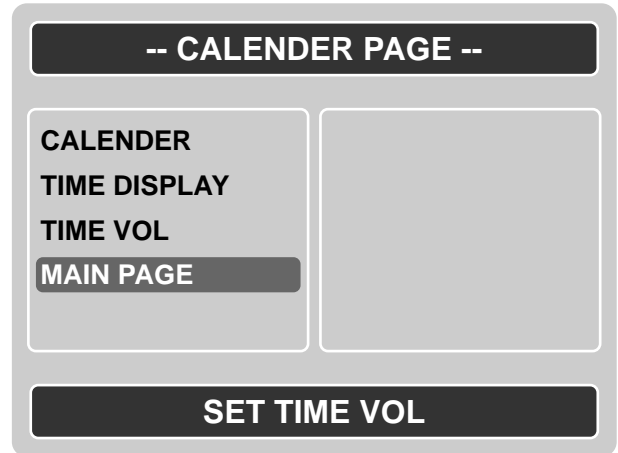 -- CALENDER PAGE --
CALENDER
TIME DISPLAY
TIME VOL
MAIN PAGE
SET TIME VOL